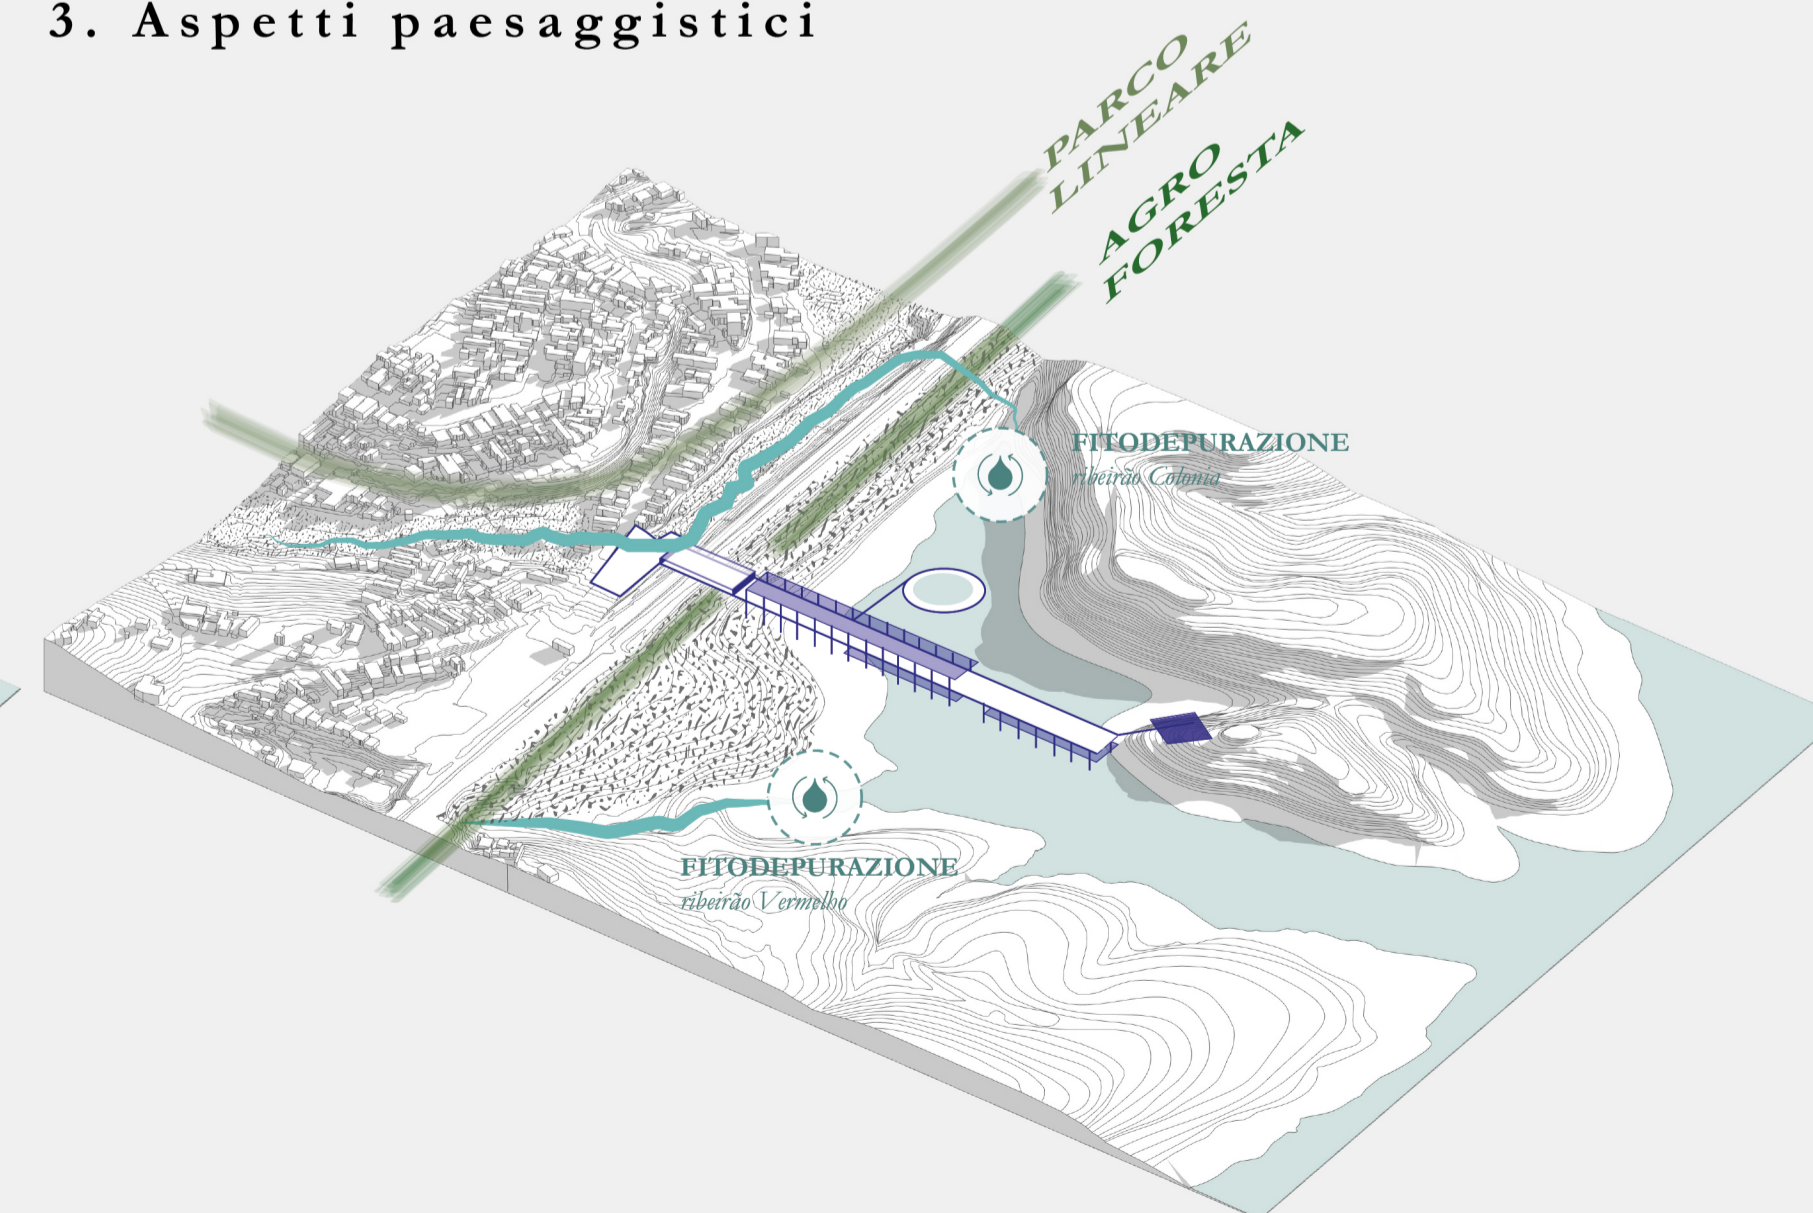 3. Aspetti paesaggistici
PARCO
LINEARE
AGRO
FORESTA
FITODEPURAZIONE
ribeirão Colonia
FITODEPURAZIONE
ribeirão Vermelho